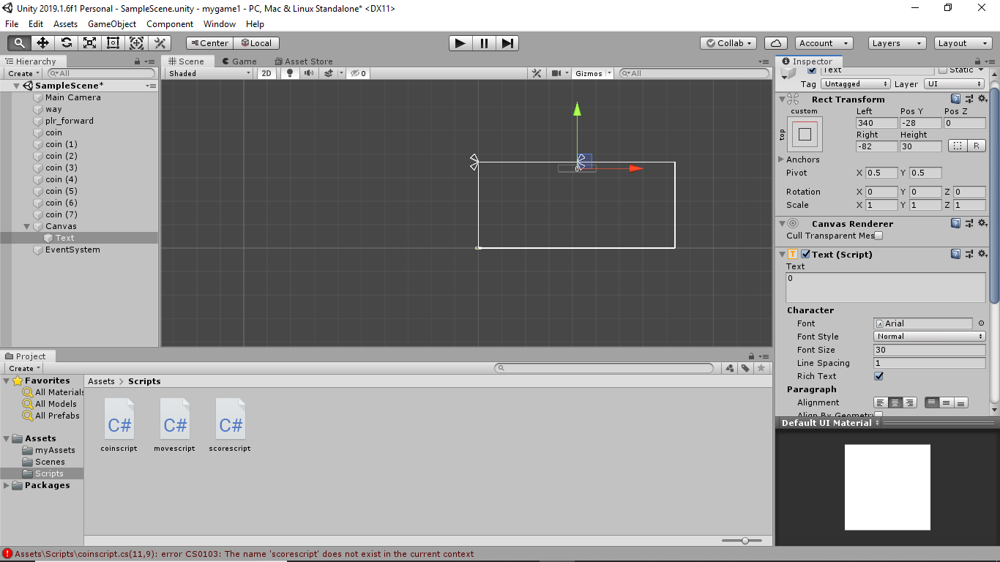 Unity 2019.1.6f1 Personal - SampleScene.unity - mygame1 - PC, Mac & Linux Standalone* <DX11>
File Edit Assets GameObject Component Window Help
Center Local
Collab Account Layers Layout
Hierarchy
Create All
SampleScene*
Main Camera
way
plr_forward
coin
coin (1)
coin (2)
coin (3)
coin (4)
coin (5)
coin (6)
coin (7)
Canvas
Text
EventSystem
Scene Game Asset Store
Shaded 2D 0 Gizmos All
Inspector
Text Static
Tag Untagged Layer UI
Rect Transform
custom
top
Left Pos Y Pos Z
340 -28 0
Right Height
-82 30 R
Anchors
Pivot X 0.5 Y 0.5
Rotation X 0 Y 0 Z 0
Scale X 1 Y 1 Z 1
Canvas Renderer
Cull Transparent Mes
Text (Script)
Text
0
Character
Font Arial
Font Style Normal
Font Size 30
Line Spacing 1
Rich Text
Paragraph
Alignment
Align By Geometry
Default UI Material
Project
Create
Favorites
All Materials
All Models
All Prefabs
Assets
myAssets
Scenes
Scripts
Packages
Assets > Scripts
C# C# C#
coinscript movescript scorescript
Assets\Scripts\coinscript.cs(11,9): error CS0103: The name 'scorescript' does not exist in the current context